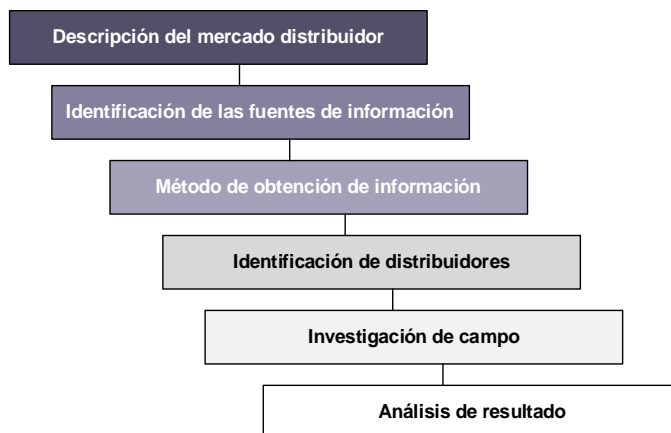 Descripción del mercado distribuidor
Identificación de las fuentes de información
Método de obtención de información
Identificación de distribuidores
Investigación de campo
Análisis de resultado